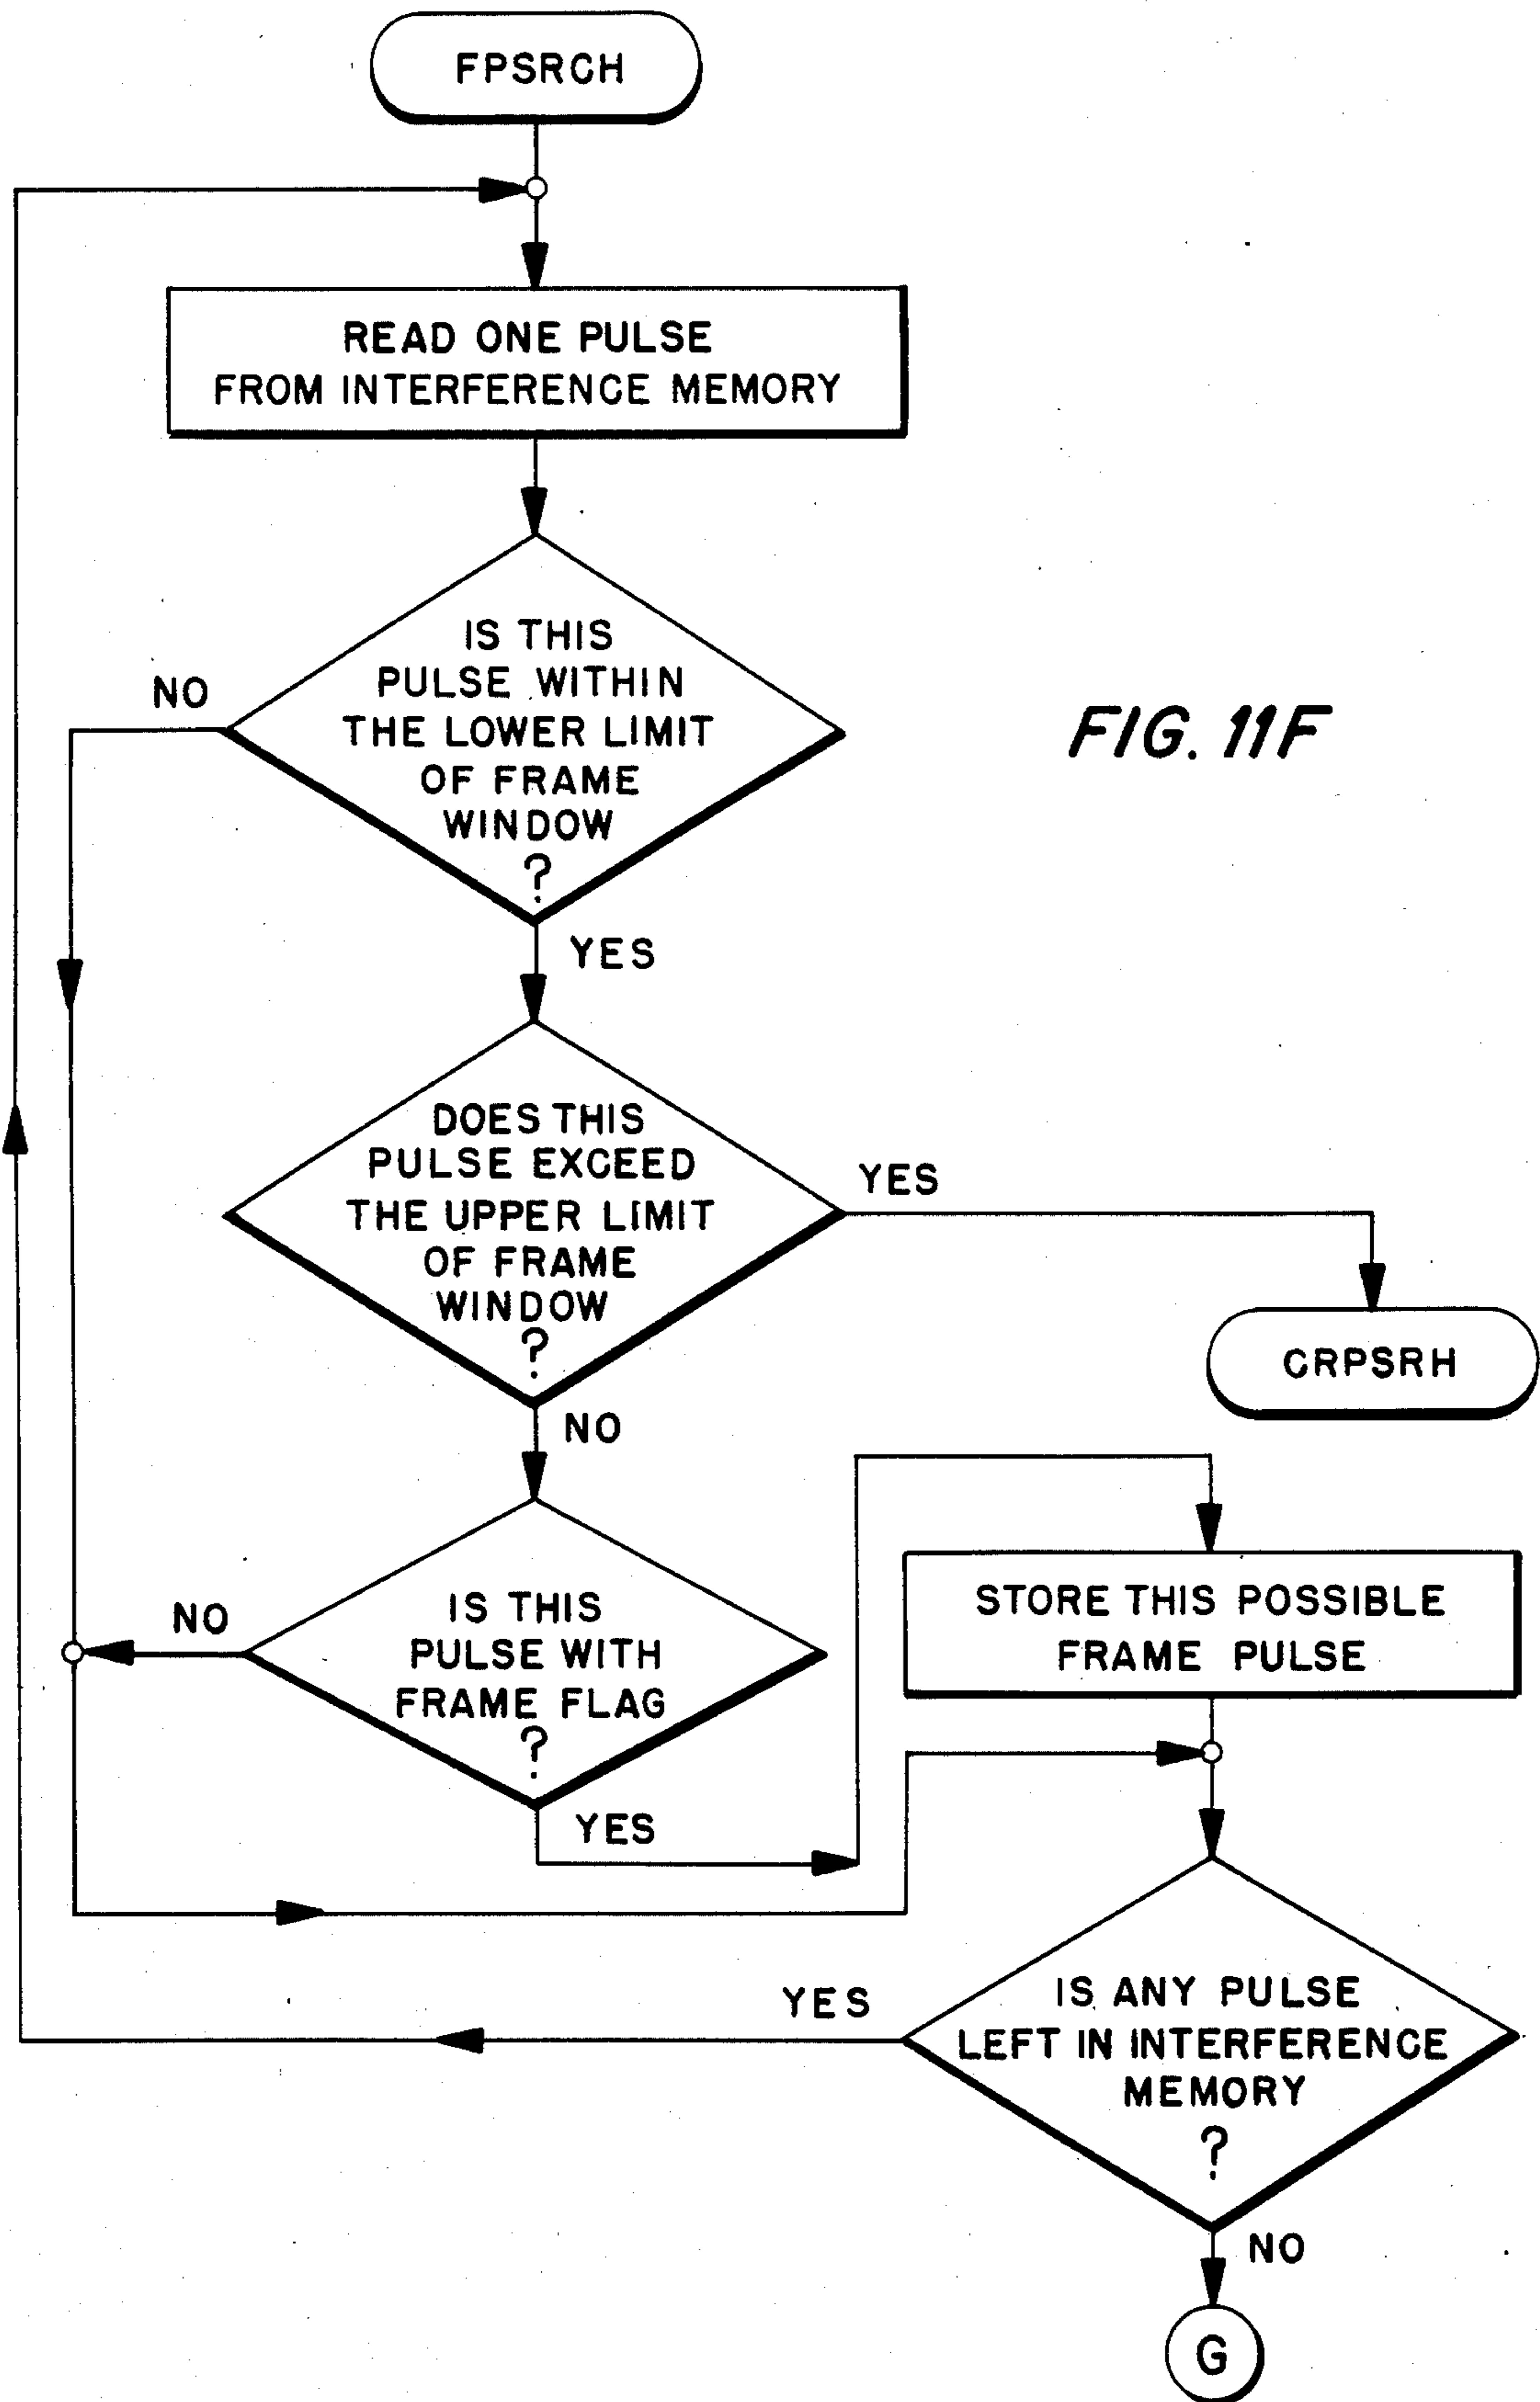 FPSRCH
READ ONE PULSE
FROM INTERFERENCE MEMORY
IS THIS
PULSE WITHIN
THE LOWER LIMIT
OF FRAME
WINDOW
?
NO
YES
FIG. 11F
DOES THIS
PULSE EXCEED
THE UPPER LIMIT
OF FRAME
WINDOW
?
YES
NO
CRPSRH
IS THIS
PULSE WITH
FRAME FLAG
?
NO
YES
STORE THIS POSSIBLE
FRAME PULSE
IS ANY PULSE
LEFT IN INTERFERENCE
MEMORY
?
YES
NO
G